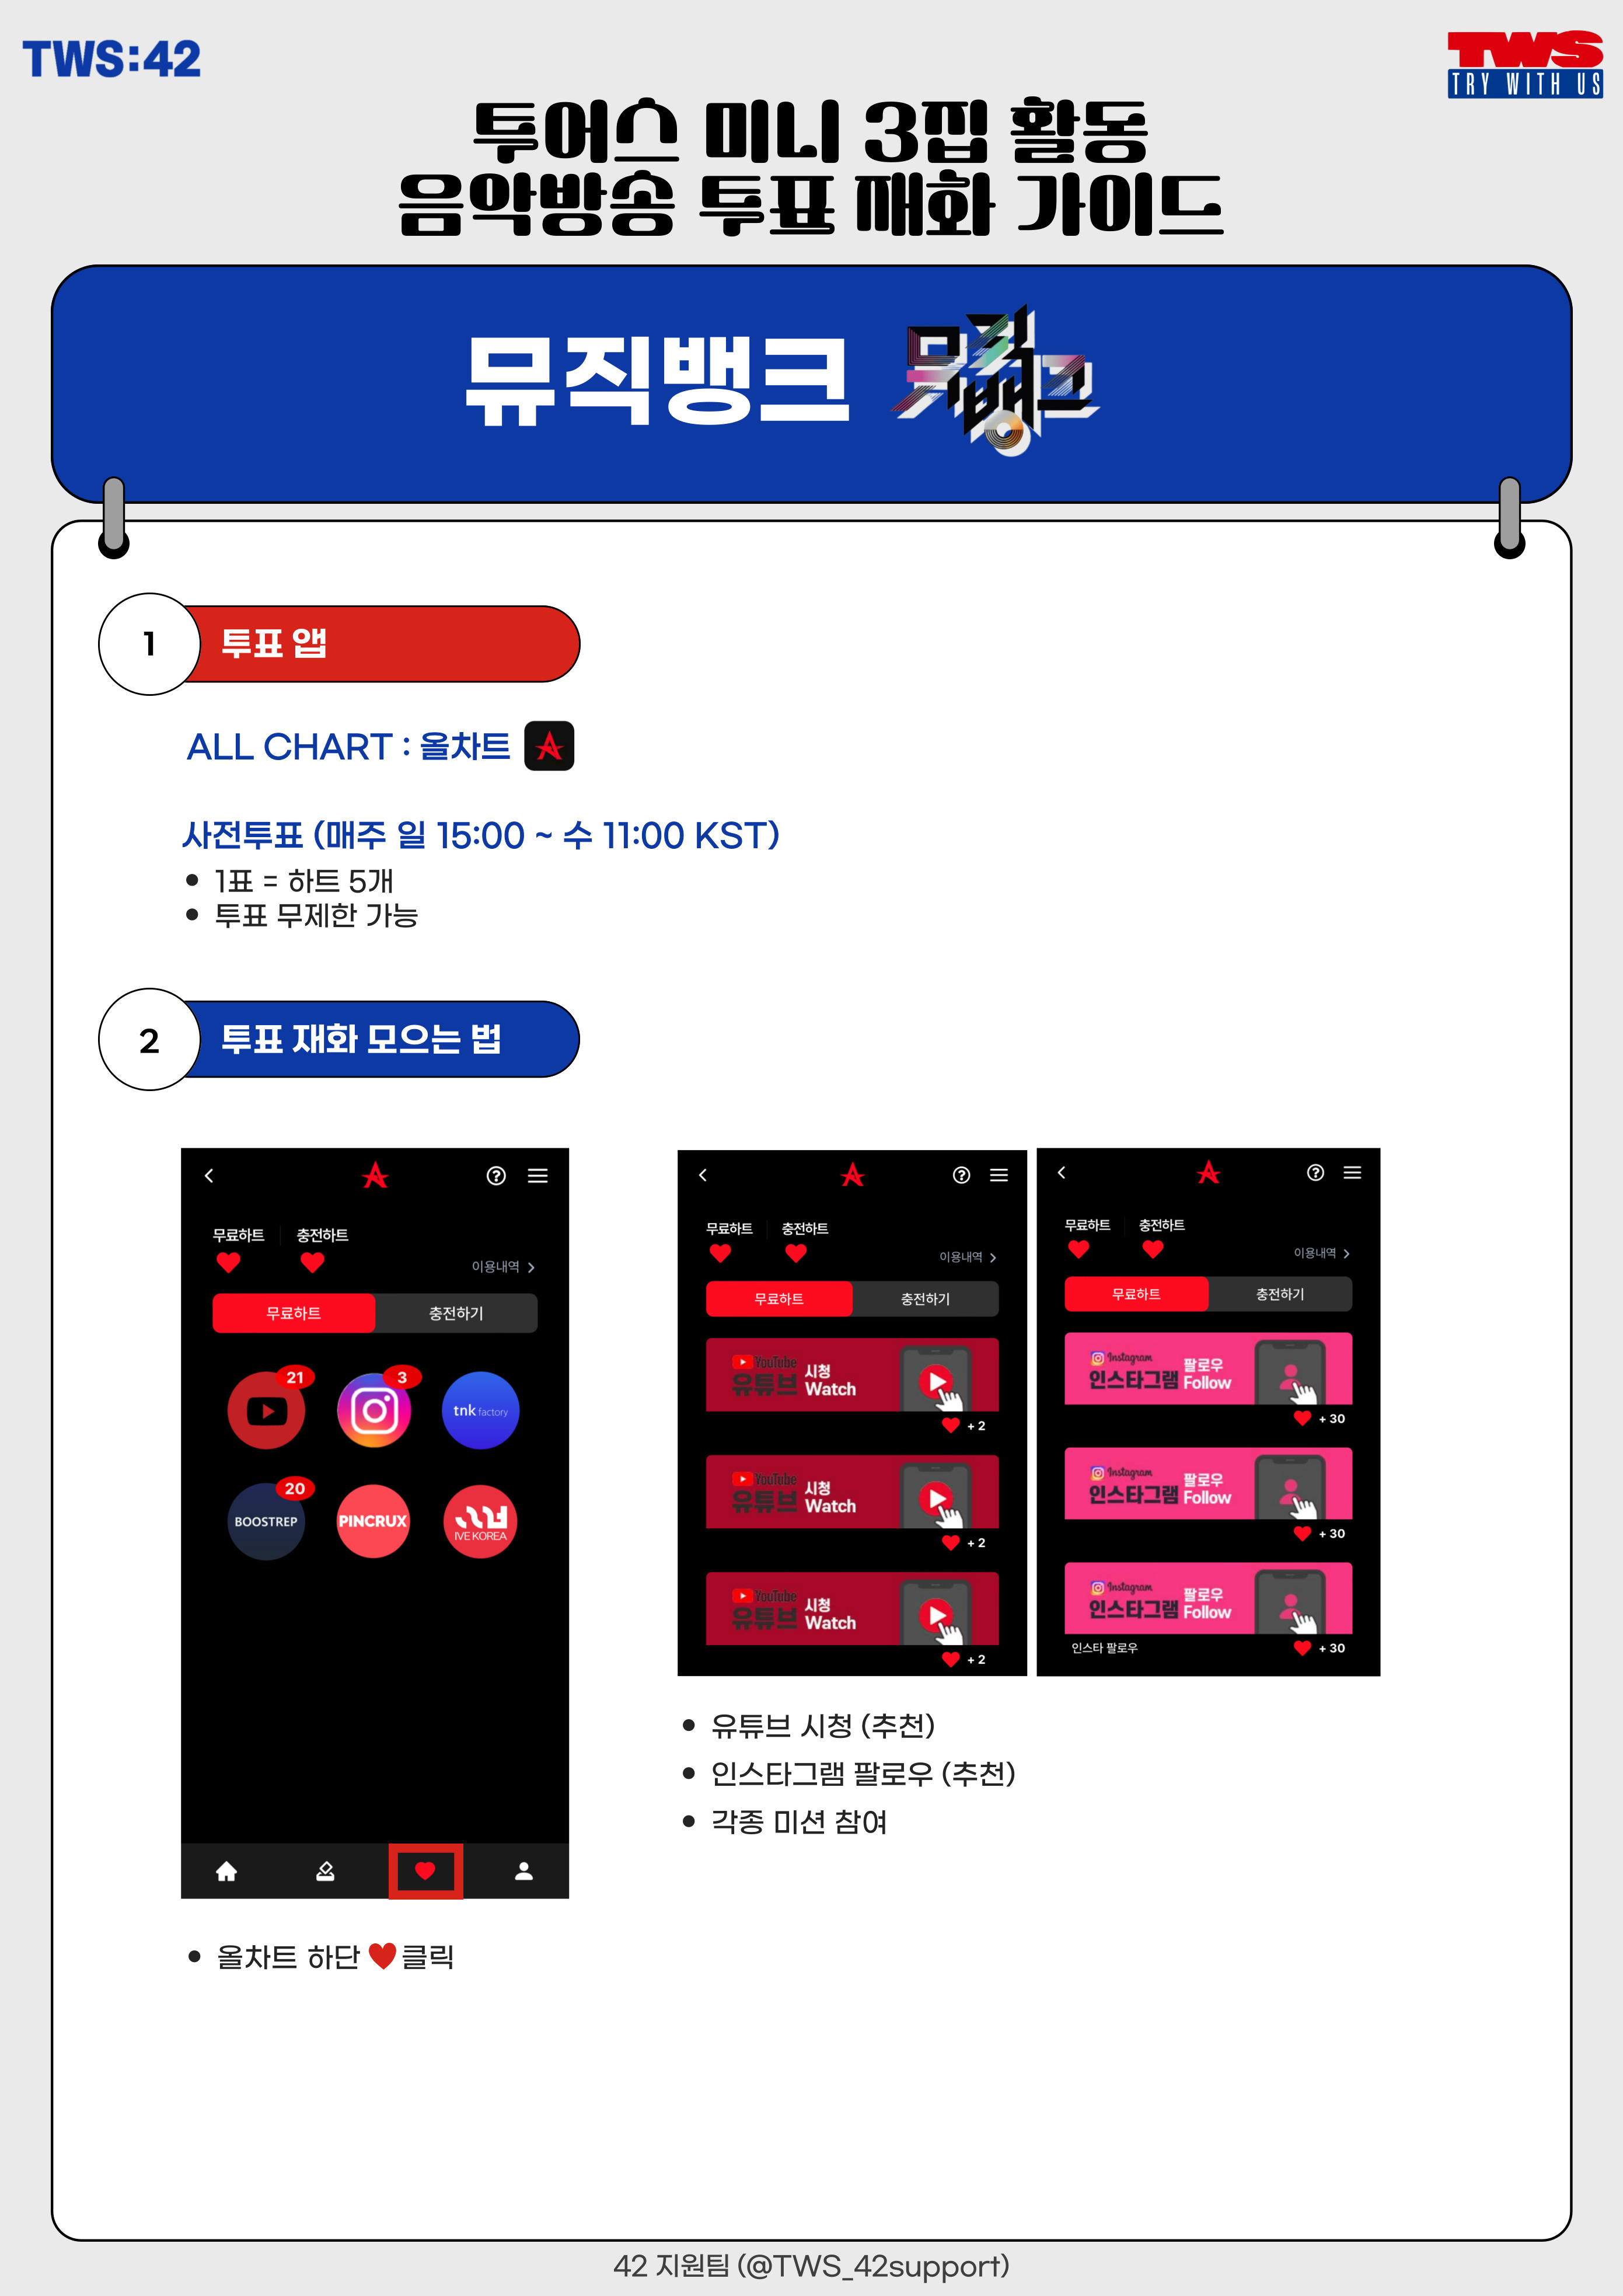 TWS:42
TWS
TRY WITH US
투어스 미니 3집 활동
음악방송 투표 재화 가이드
뮤직뱅크 뮤직뱅크
1 투표 앱
ALL CHART : 올차트
사전투표 (매주 일 15:00 ~ 수 11:00 KST)
• 1표 = 하트 5개
• 투표 무제한 가능
2 투표 재화 모으는 법
무료하트 충전하트
이용내역 >
무료하트 충전하기
21 3 tnk factory
20 BOOSTREP PINCRUX IVE KOREA
• 올차트 하단 ♥ 클릭
무료하트 충전하트
이용내역 >
무료하트 충전하기
YouTube
유튜브 시청 Watch
+ 2
YouTube
유튜브 시청 Watch
+ 2
YouTube
유튜브 시청 Watch
+ 2
무료하트 충전하트
이용내역 >
무료하트 충전하기
Instagram
인스타그램 팔로우 Follow
+ 30
Instagram
인스타그램 팔로우 Follow
+ 30
Instagram
인스타그램 팔로우 Follow
인스타 팔로우 + 30
• 유튜브 시청 (추천)
• 인스타그램 팔로우 (추천)
• 각종 미션 참여
42 지원팀 (@TWS_42support)